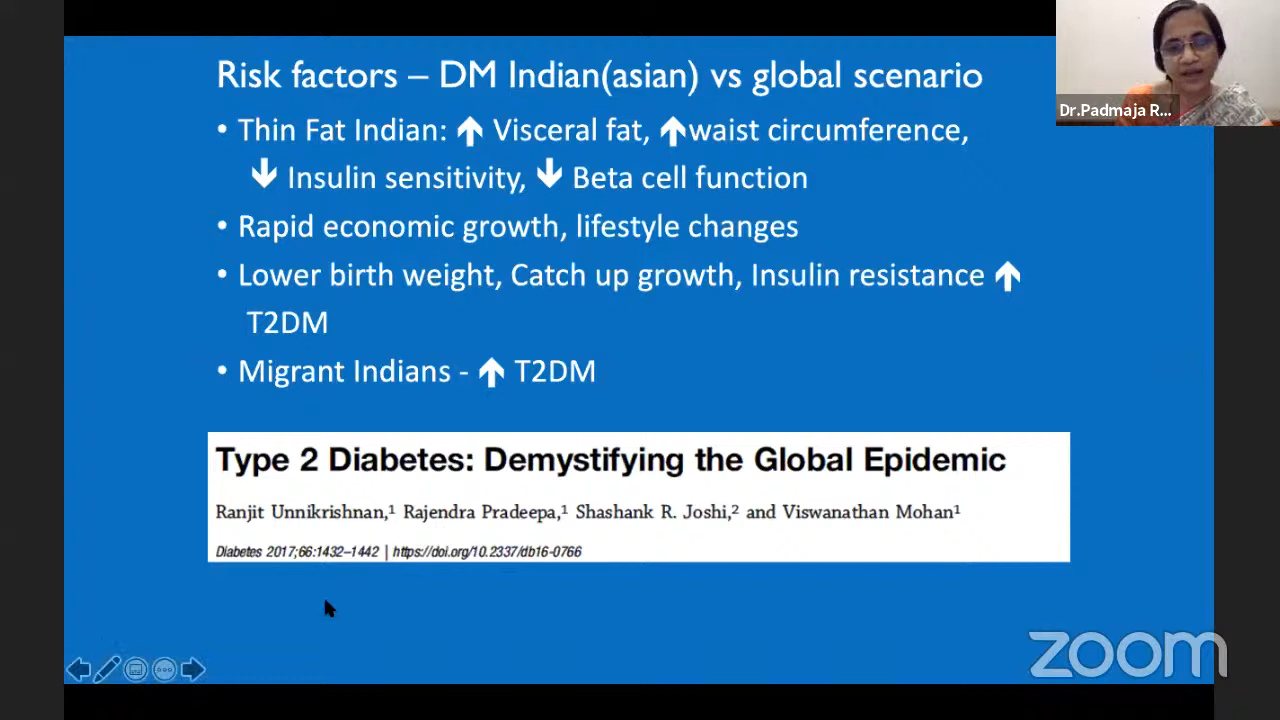 Risk factors – DM Indian(asian) vs global scenario
• Thin Fat Indian: ⬆ Visceral fat, ⬆waist circumference,
⬇ Insulin sensitivity, ⬇ Beta cell function
• Rapid economic growth, lifestyle changes
• Lower birth weight, Catch up growth, Insulin resistance ⬆
T2DM
• Migrant Indians - ⬆ T2DM
Type 2 Diabetes: Demystifying the Global Epidemic
Ranjit Unnikrishnan,¹ Rajendra Pradeepa,¹ Shashank R. Joshi,² and Viswanathan Mohan¹
Diabetes 2017;66:1432–1442 | https://doi.org/10.2337/db16-0766
Dr.Padmaja R...
zoom